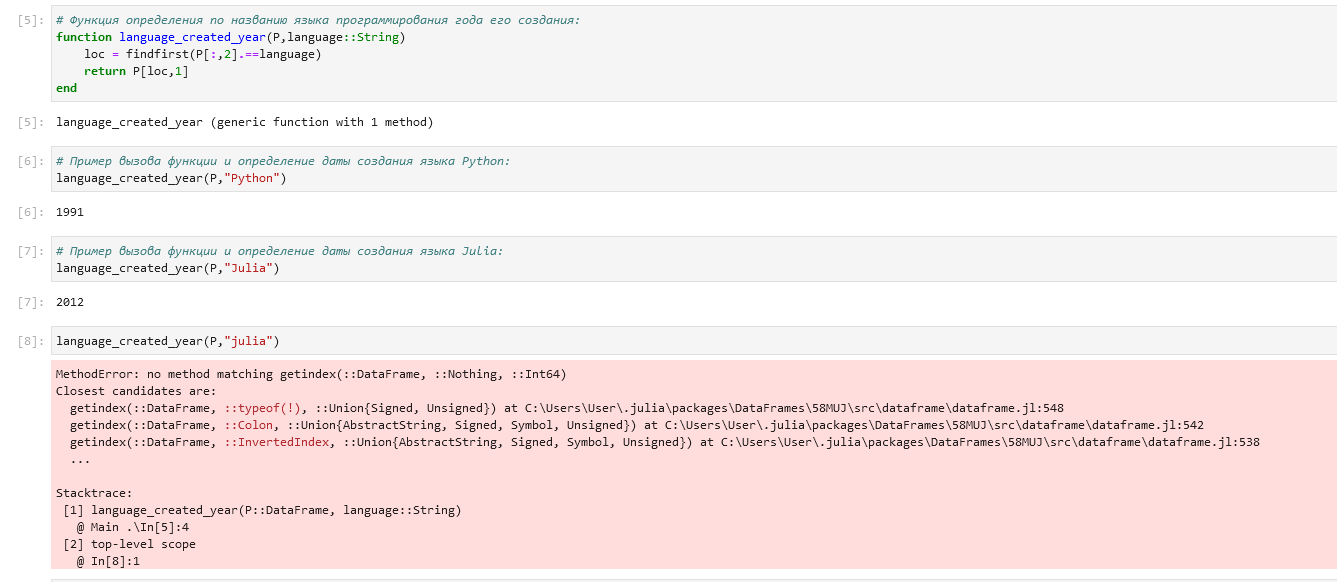 [5]: # Функция определения по названию языка программирования года его создания:
function language_created_year(P,language::String)
    loc = findfirst(P[:,2].==language)
    return P[loc,1]
end
[5]: language_created_year (generic function with 1 method)
[6]: # Пример вызова функции и определение даты создания языка Python:
language_created_year(P,"Python")
[6]: 1991
[7]: # Пример вызова функции и определение даты создания языка Julia:
language_created_year(P,"Julia")
[7]: 2012
[8]: language_created_year(P,"julia")
MethodError: no method matching getindex(::DataFrame, ::Nothing, ::Int64)
Closest candidates are:
  getindex(::DataFrame, ::typeof(!), ::Union{Signed, Unsigned}) at C:\Users\User\.julia\packages\DataFrames\58MUJ\src\dataframe\dataframe.jl:548
  getindex(::DataFrame, ::Colon, ::Union{AbstractString, Signed, Symbol, Unsigned}) at C:\Users\User\.julia\packages\DataFrames\58MUJ\src\dataframe\dataframe.jl:542
  getindex(::DataFrame, ::InvertedIndex, ::Union{AbstractString, Signed, Symbol, Unsigned}) at C:\Users\User\.julia\packages\DataFrames\58MUJ\src\dataframe\dataframe.jl:538
  ...
Stacktrace:
 [1] language_created_year(P::DataFrame, language::String)
   @ Main .\In[5]:4
 [2] top-level scope
   @ In[8]:1